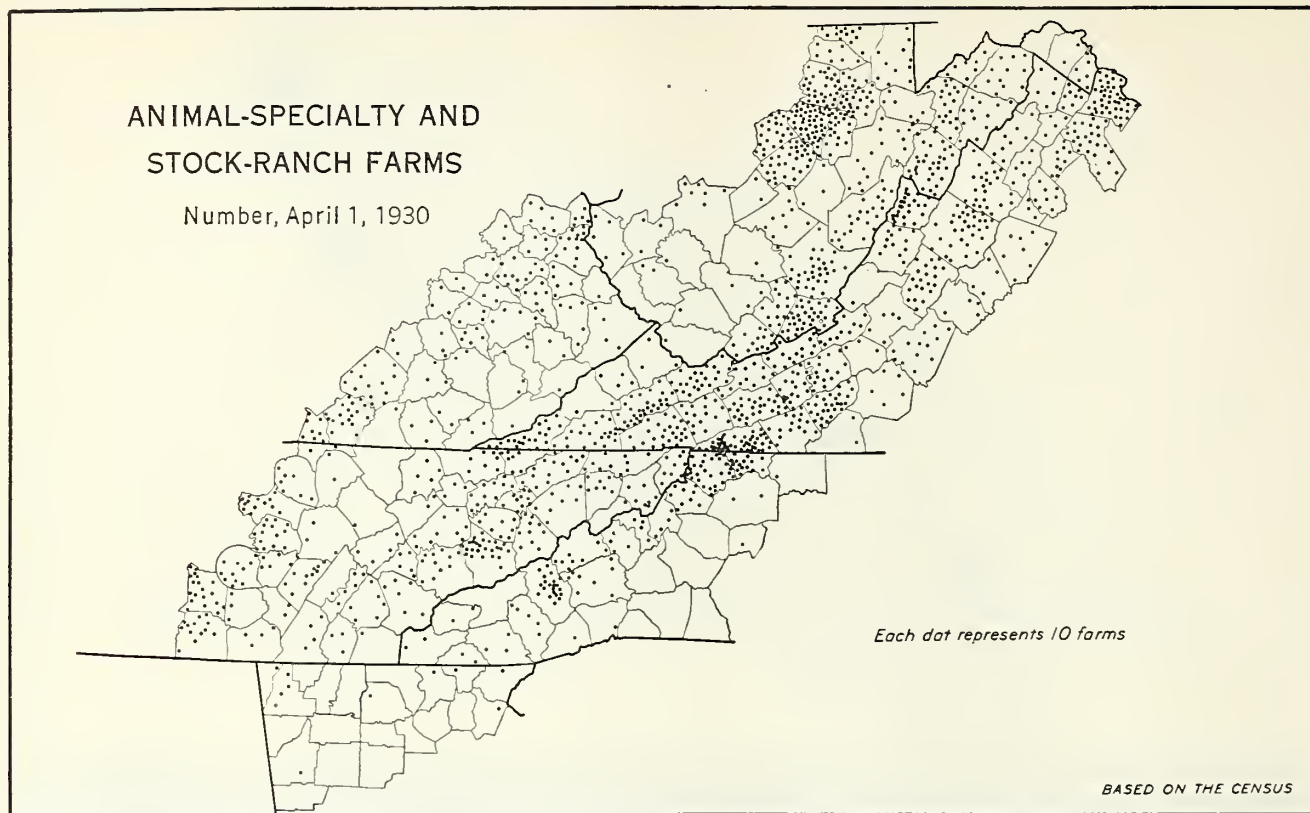 ANIMAL-SPECIALTY AND
STOCK-RANCH FARMS
Number, April 1, 1930
Each dot represents 10 farms
BASED ON THE CENSUS